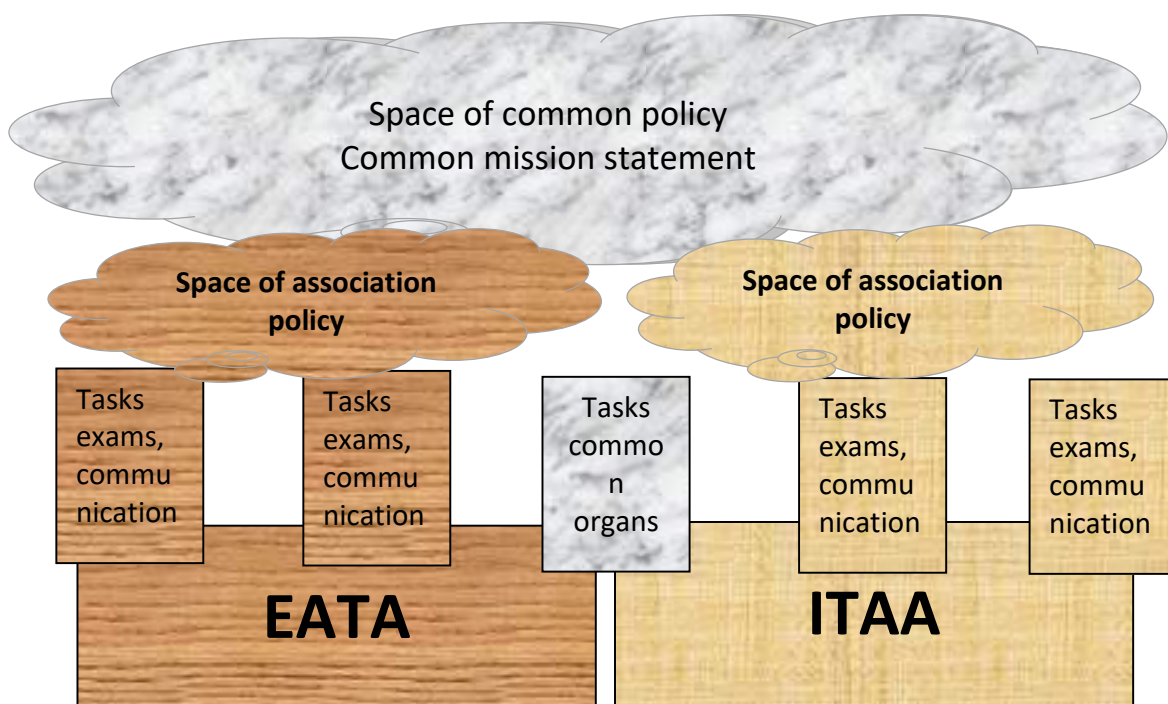 Space of common policy
Common mission statement
Space of association
policy
Space of association
policy
Tasks
exams,
commu
nication
Tasks
exams,
commu
nication
Tasks
commo
n
organs
Tasks
exams,
commu
nication
Tasks
exams,
commu
nication
EATA
ITAA